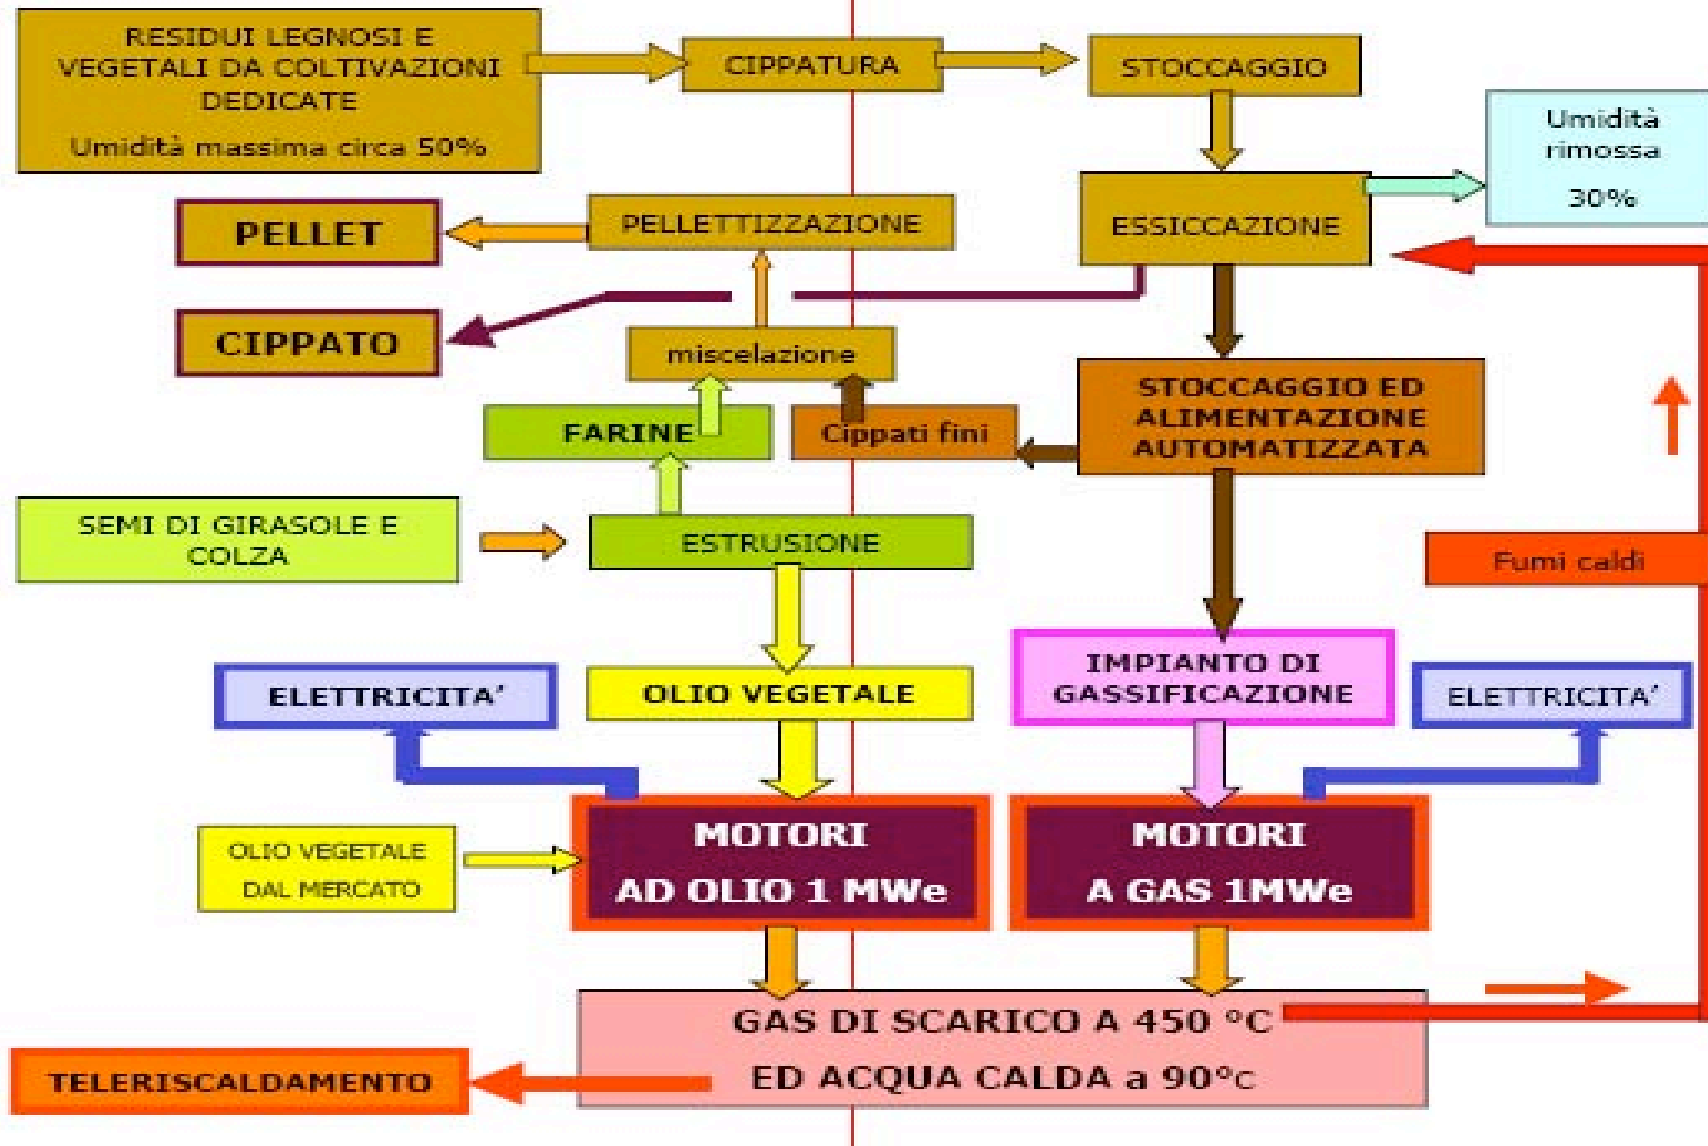 RESIDUI LEGNOSI E
VEGETALI DA COLTIVAZIONI
DEDICATE
Umidità massima circa 50%
CIPPATURA
STOCCAGGIO
Umidità
rimossa
30%
PELLET
PELLETTIZZAZIONE
ESSICCAZIONE
CIPPATO
miscelazione
STOCCAGGIO ED
ALIMENTAZIONE
AUTOMATIZZATA
FARINE
Cippati fini
SEMI DI GIRASOLE E
COLZA
ESTRUSIONE
Fumi caldi
ELETTRICITA’
OLIO VEGETALE
IMPIANTO DI
GASSIFICAZIONE
ELETTRICITA’
OLIO VEGETALE
DAL MERCATO
MOTORI
AD OLIO 1 MWe
MOTORI
A GAS 1MWe
GAS DI SCARICO A 450 °C
ED ACQUA CALDA a 90°C
TELERISCALDAMENTO